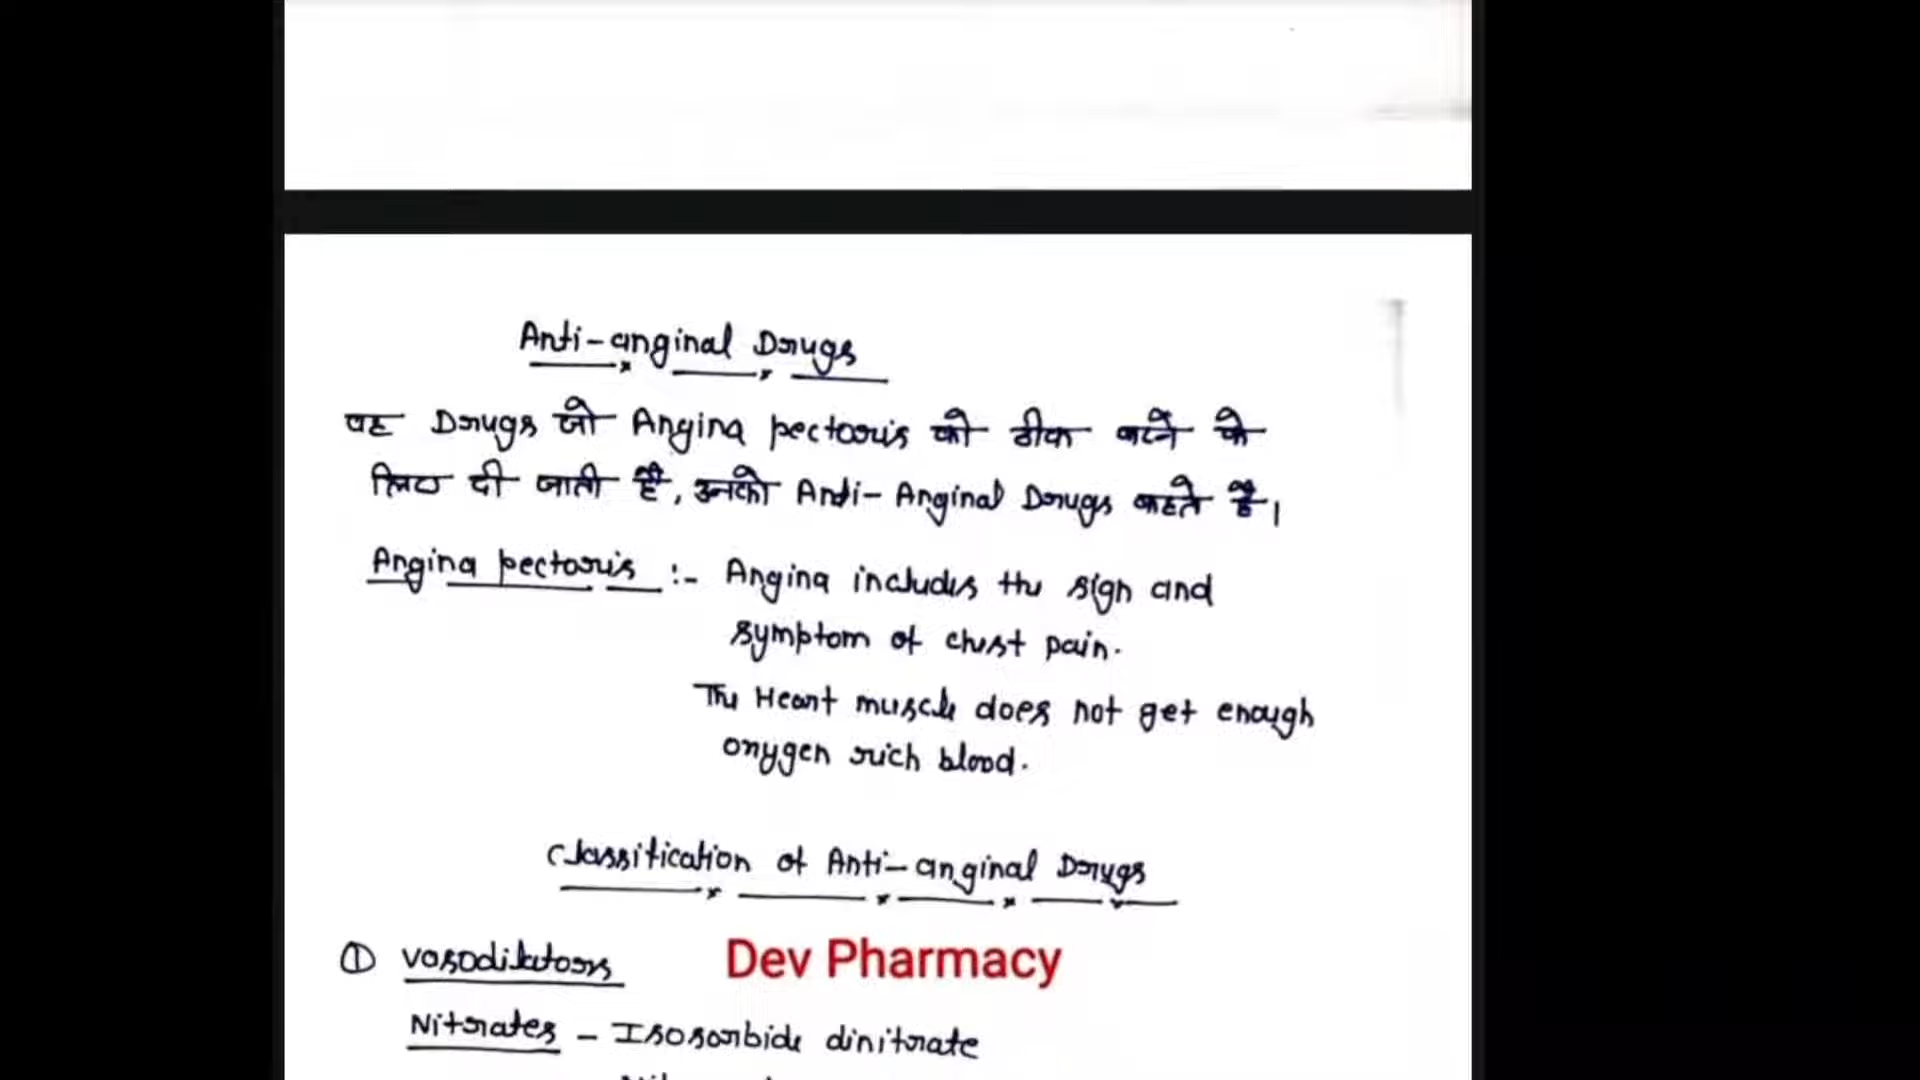 Anti-anginal Drugs
वह Drugs जो Angina pectoris को ठीक करने के
लिए दी जाती हैं, उनको Anti-Anginal Drugs कहते हैं।
Angina pectoris :- Angina includes the sign and
symptom of chest pain.
The Heart muscle does not get enough
oxygen rich blood.
Classification of Anti-anginal Drugs
① vasodilators
Dev Pharmacy
Nitrates - Isosorbide dinitrate